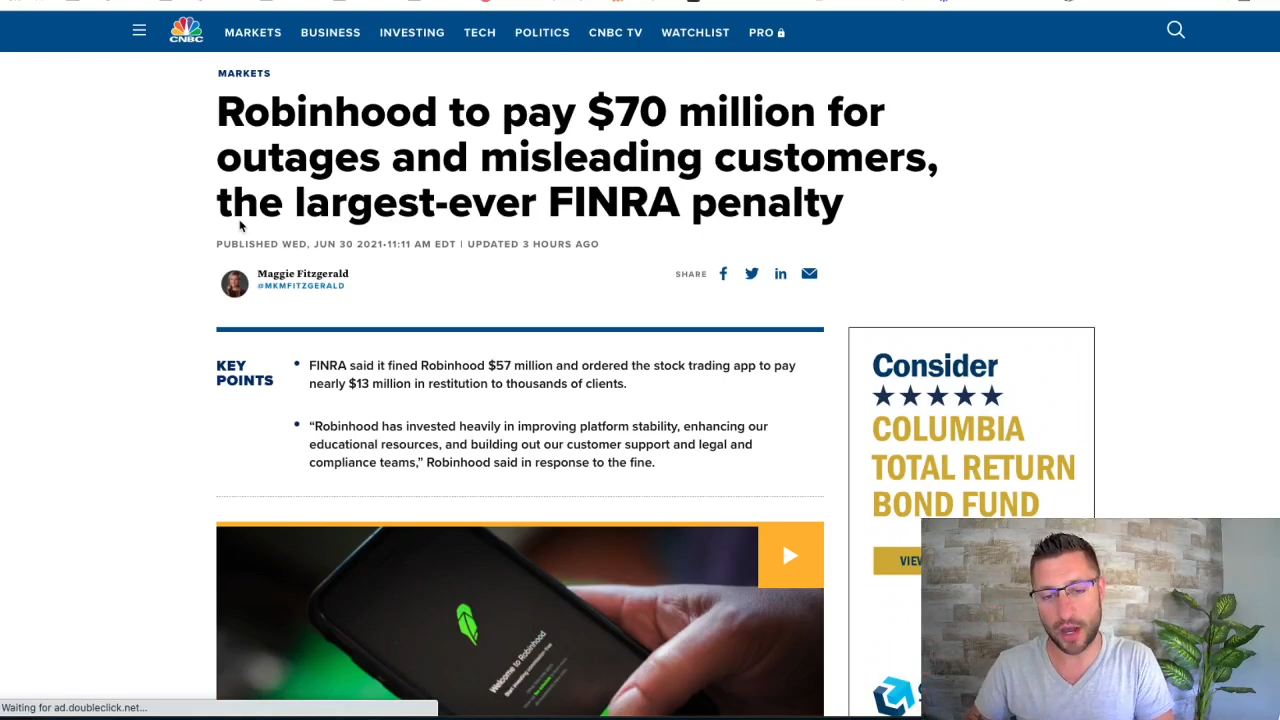 CNBC
MARKETS BUSINESS INVESTING TECH POLITICS CNBC TV WATCHLIST PRO
MARKETS
Robinhood to pay $70 million for
outages and misleading customers,
the largest-ever FINRA penalty
PUBLISHED WED, JUN 30 2021•11:11 AM EDT | UPDATED 3 HOURS AGO
Maggie Fitzgerald
@MKMFITZGERALD
SHARE
KEY
POINTS
• FINRA said it fined Robinhood $57 million and ordered the stock trading app to pay
nearly $13 million in restitution to thousands of clients.
• “Robinhood has invested heavily in improving platform stability, enhancing our
educational resources, and building out our customer support and legal and
compliance teams,” Robinhood said in response to the fine.
Consider
COLUMBIA
TOTAL RETURN
BOND FUND
VIEW
Welcome to Robinhood
Waiting for ad.doubleclick.net...